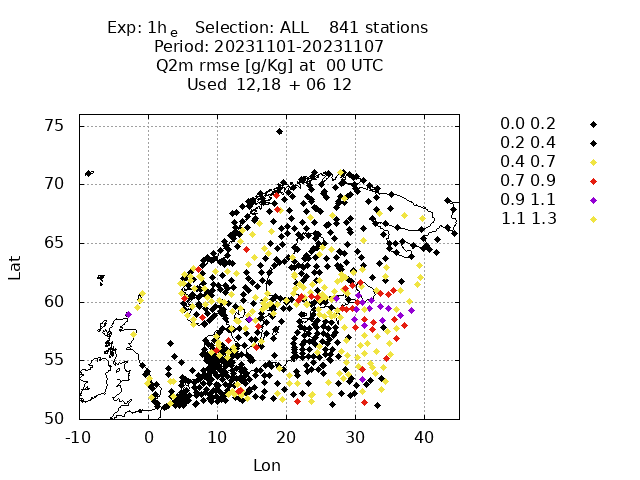 Exp: 1h e Selection: ALL 841 stations
Period: 20231101-20231107
Q2m rmse [g/Kg] at 00 UTC
Used 12,18 + 06 12
75
70
65
60
55
50
-10 0 10 20 30 40
Lat
Lon
0.0 0.2
0.2 0.4
0.4 0.7
0.7 0.9
0.9 1.1
1.1 1.3